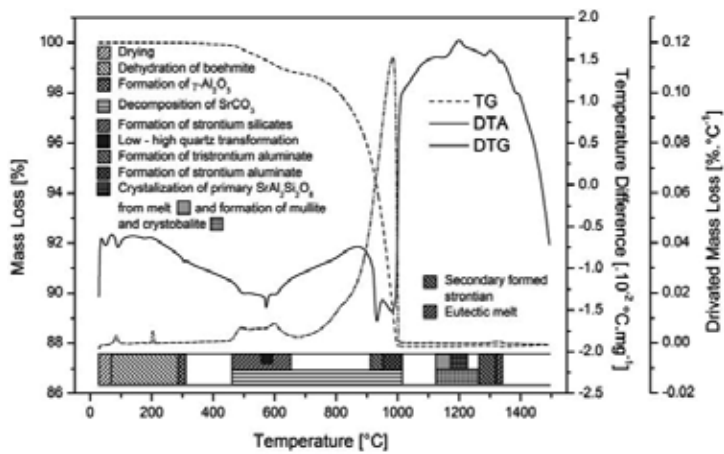 100
98
96
94
92
90
88
86
Mass Loss [%]
Drying
Dehydration of boehmite
Formation of γ-Al₂O₃
Decomposition of SrCO₃
Formation of strontium silicates
Low - high quartz transformation
Formation of tristrontium aluminate
Formation of strontium aluminate
Crystalization of primary SrAl₂Si₂O₈
from melt and formation of mullite
and crystobalite
TG
DTA
DTG
Secondary formed
strontian
Eutectic melt
0 200 400 600 800 1000 1200 1400
Temperature [°C]
2.0
1.5
1.0
0.5
0.0
-0.5
-1.0
-1.5
-2.0
-2.5
Temperature Difference [.10⁻² °C.mg⁻¹]
0.12
0.10
0.08
0.06
0.04
0.02
0.00
-0.02
Drivated Mass Loss [%.°C⁻¹]